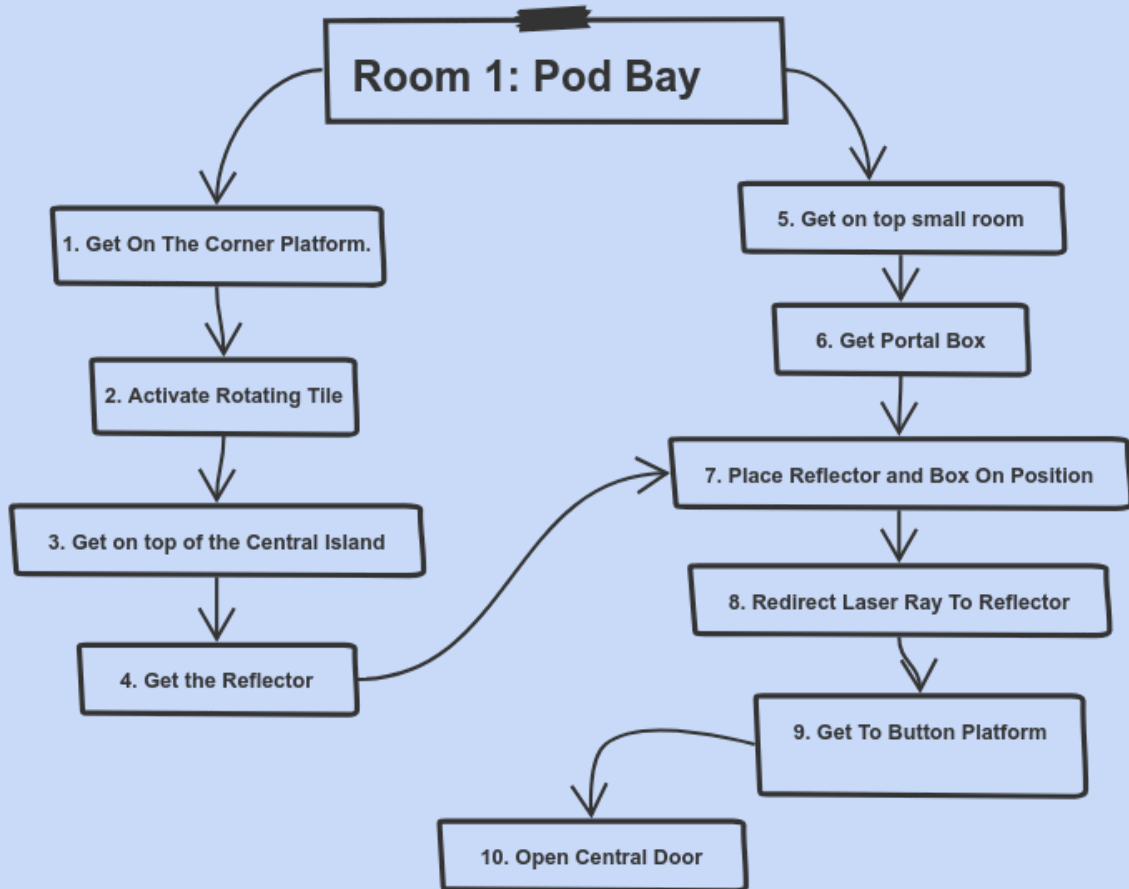 Room 1: Pod Bay
1. Get On The Corner Platform.
2. Activate Rotating Tile
3. Get on top of the Central Island
4. Get the Reflector
5. Get on top small room
6. Get Portal Box
7. Place Reflector and Box On Position
8. Redirect Laser Ray To Reflector
9. Get To Button Platform
10. Open Central Door